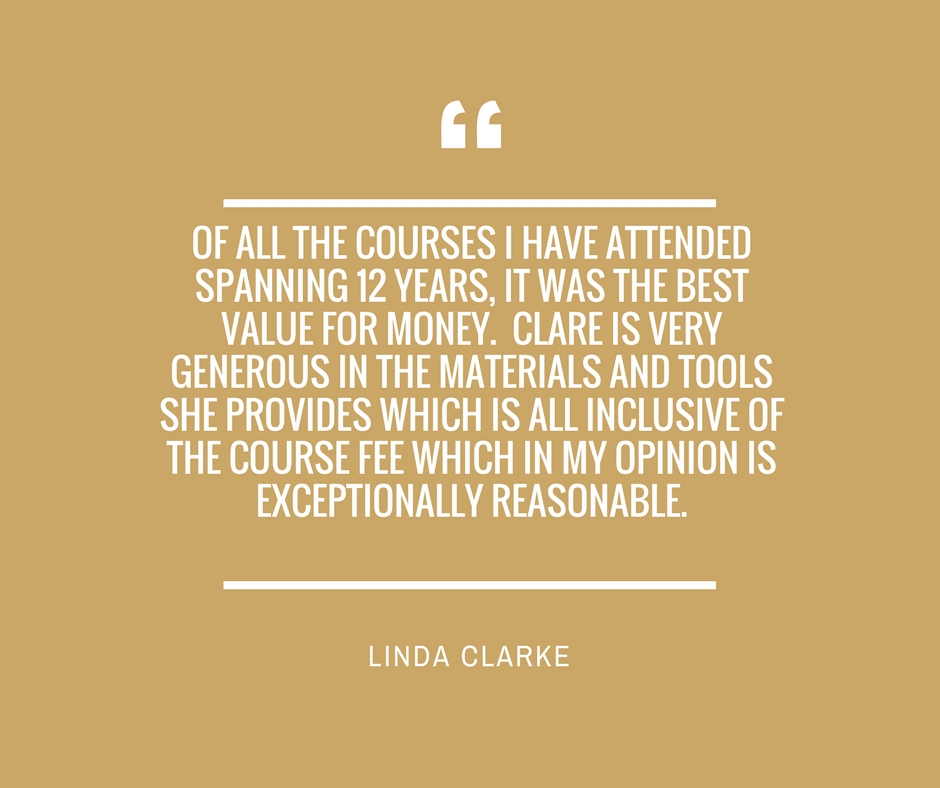 “
OF ALL THE COURSES I HAVE ATTENDED
SPANNING 12 YEARS, IT WAS THE BEST
VALUE FOR MONEY.  CLARE IS VERY
GENEROUS IN THE MATERIALS AND TOOLS
SHE PROVIDES WHICH IS ALL INCLUSIVE OF
THE COURSE FEE WHICH IN MY OPINION IS
EXCEPTIONALLY REASONABLE.
LINDA CLARKE